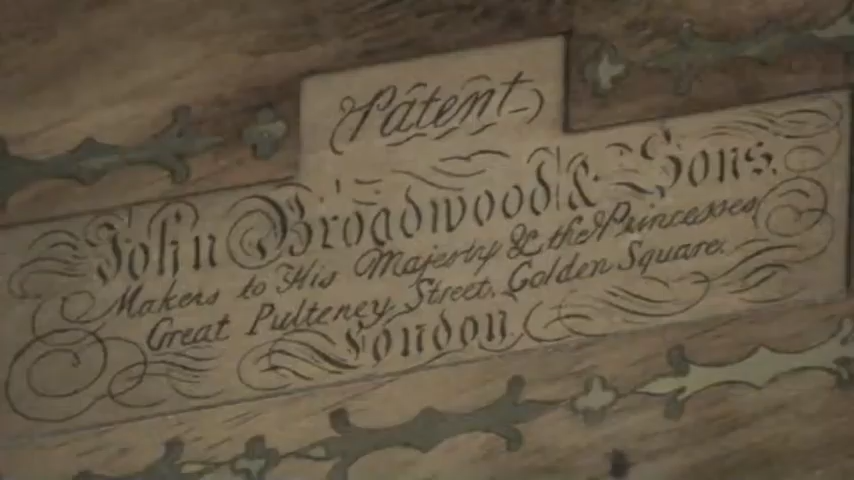 Patent
John Broadwood & Sons.
Makers to His Majesty & the Princesses
Great Pulteney Street. Golden Square.
London